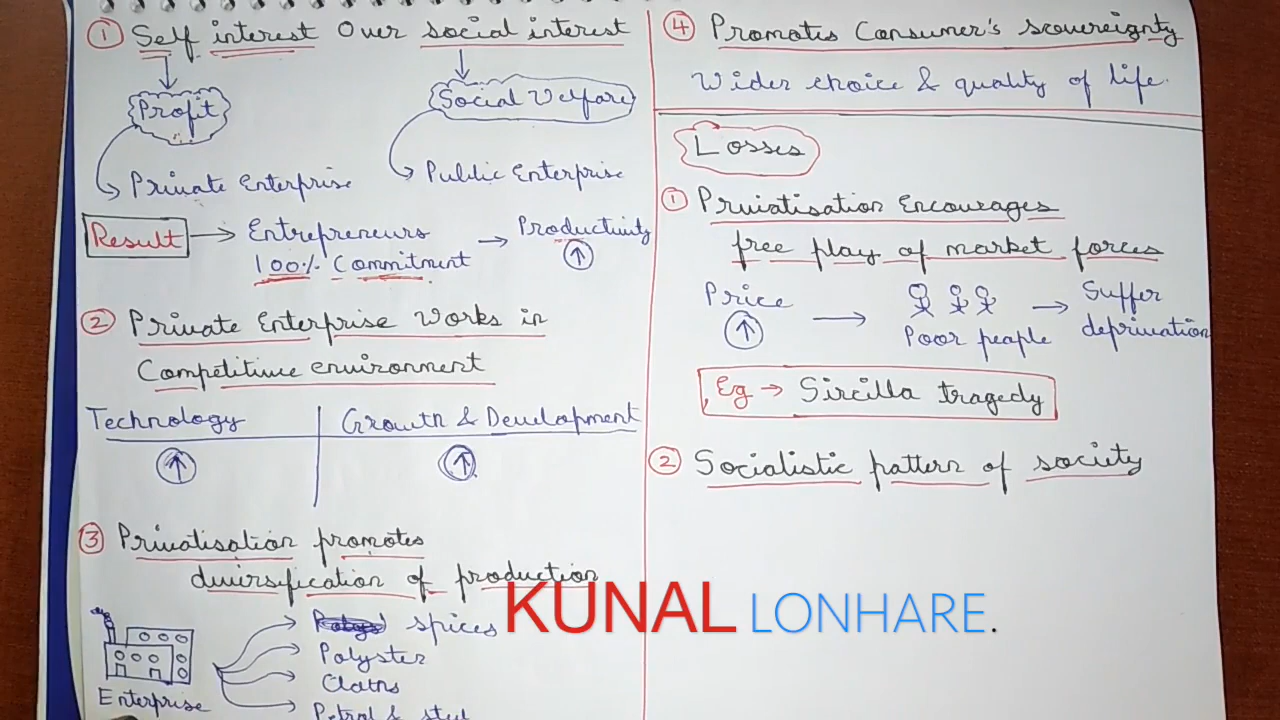 ① Self interest Over social interest
Profit
Social Welfare
Private Enterprise
Public Enterprise
Result → Entrepreneurs
100% Commitment
→ Productivity
↑
② Private Enterprise Works in
Competitive environment
Technology
Growth & Development
↑ ↑
③ Privatisation promotes
diversification of production
Enterprise
spices
Polyster
Cloths
Petrol & steel
④ Promotes Consumer's sovereignty
Wider choice & quality of life.
Losses
① Privatisation Encourages
free play of market forces
Price
↑
→ Poor people
→ Suffer
deprivation
Eg → Sircilla tragedy
② Socialistic pattern of society
KUNAL LONHARE.